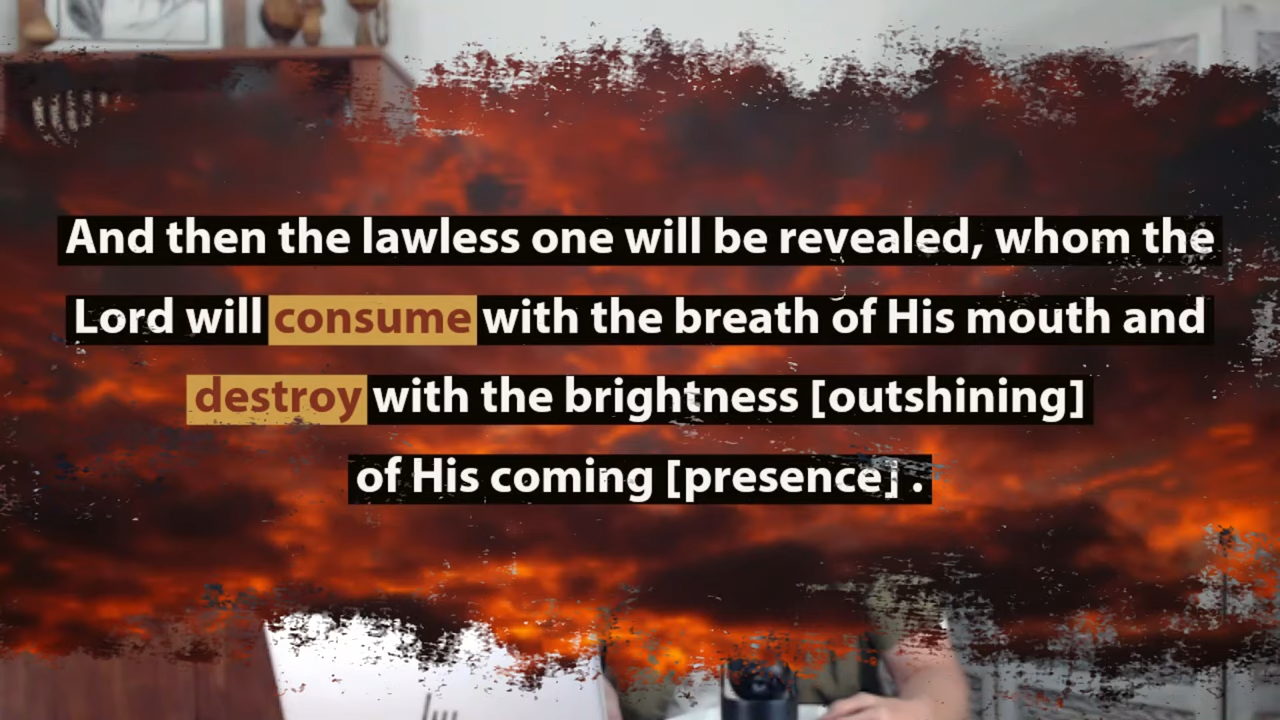 And then the lawless one will be revealed, whom the
Lord will consume with the breath of His mouth and
destroy with the brightness [outshining]
of His coming [presence] .